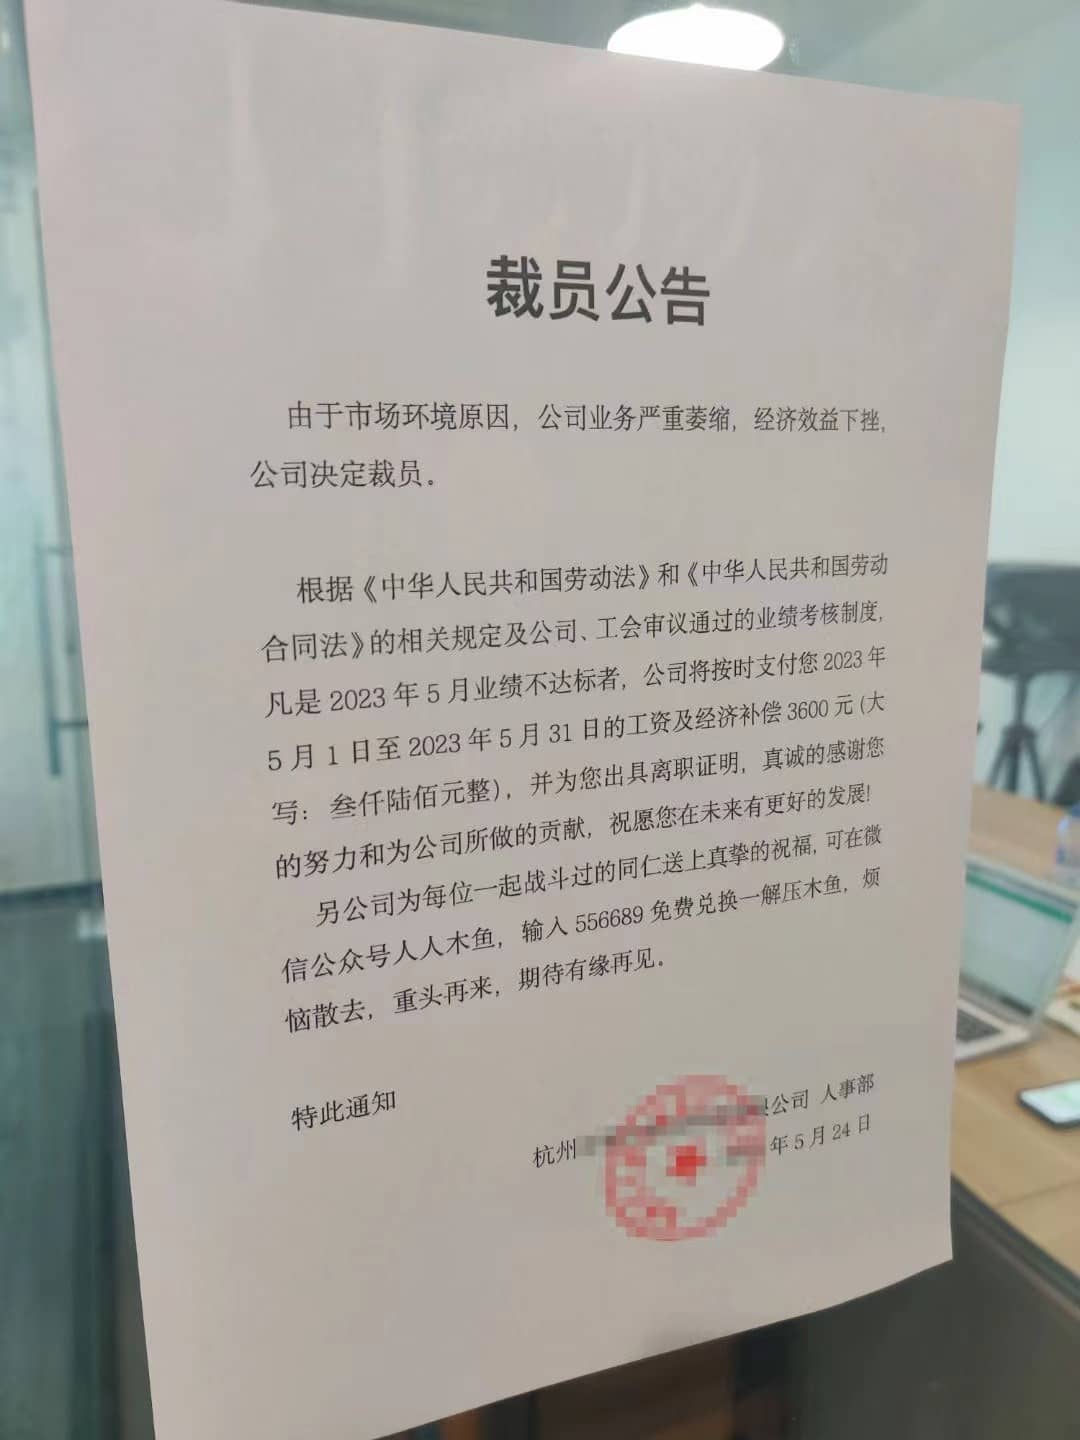 裁员公告
由于市场环境原因，公司业务严重萎缩，经济效益下挫，
公司决定裁员。
根据《中华人民共和国劳动法》和《中华人民共和国劳动
合同法》的相关规定及公司、工会审议通过的业绩考核制度，
凡是 2023 年 5 月业绩不达标者，公司将按时支付您 2023 年
5 月 1 日至 2023 年 5 月 31 日的工资及经济补偿 3600 元 (大
写： 叁仟陆佰元整)，并为您出具离职证明，真诚的感谢您
的努力和为公司所做的贡献，祝愿您在未来有更好的发展!
另公司为每位一起战斗过的同仁送上真挚的祝福, 可在微
信公众号人人木鱼，输入 556689 免费兑换一解压木鱼，烦
恼散去，重头再来，期待有缘再见。
特此通知
杭州 公司 人事部
年 5 月 24 日